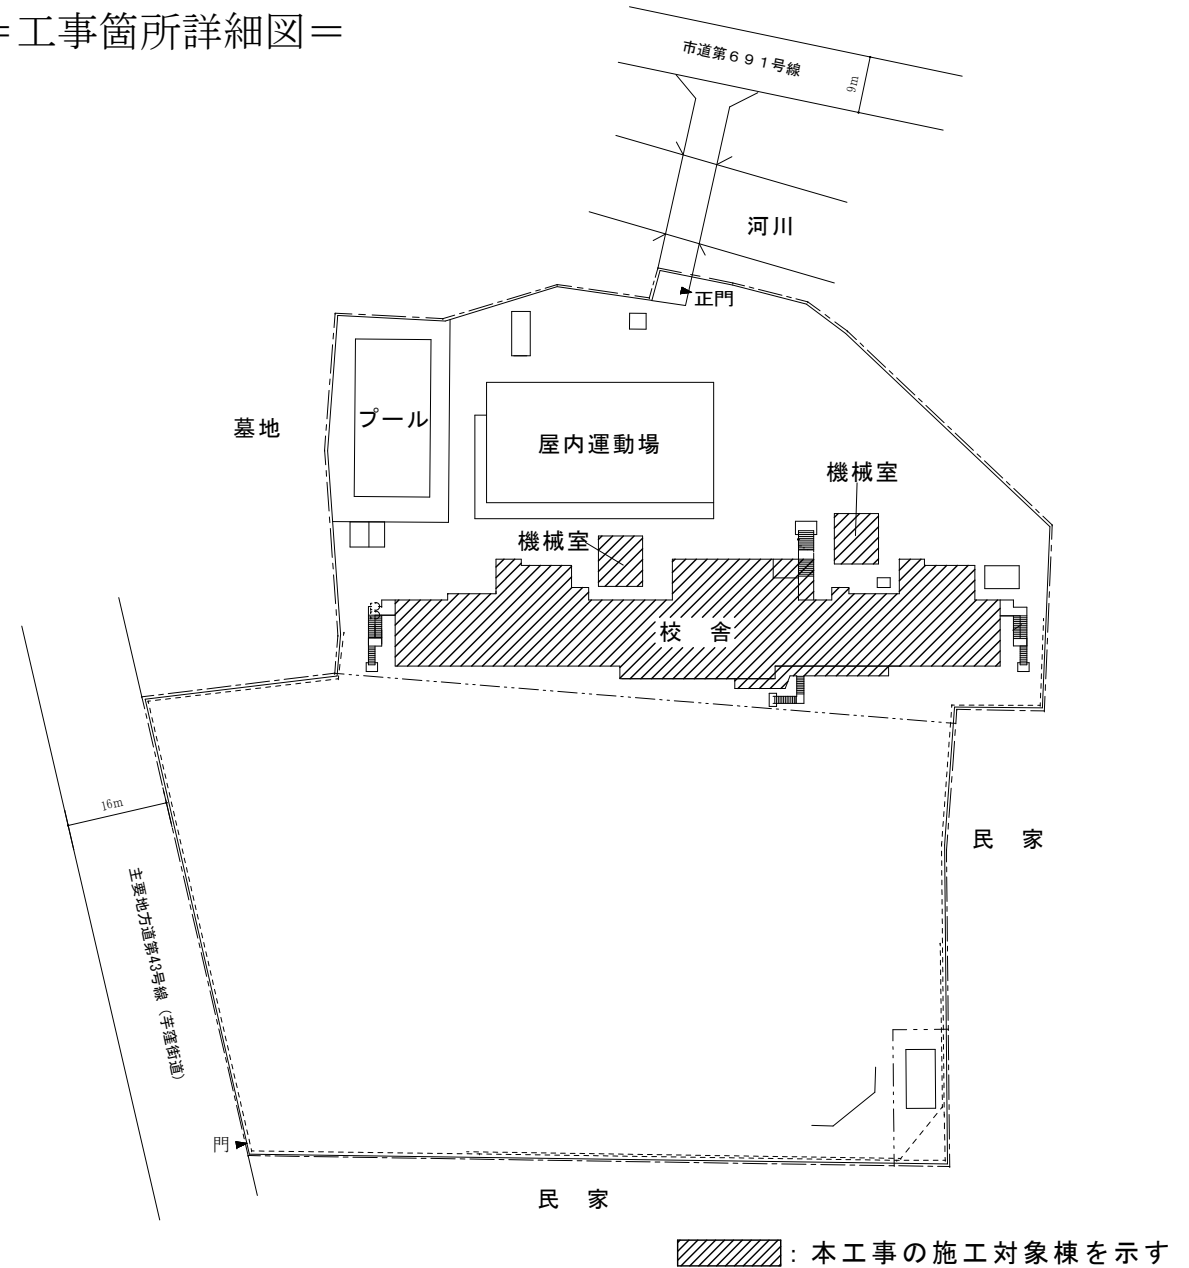 =工事箇所詳細図=
市道第691号線
9m
河川
正門
プール
墓地
屋内運動場
機械室
機械室
校 舎
16m
民 家
主要地方道第43号線(芋窪街道)
門
民 家
:本工事の施工対象棟を示す